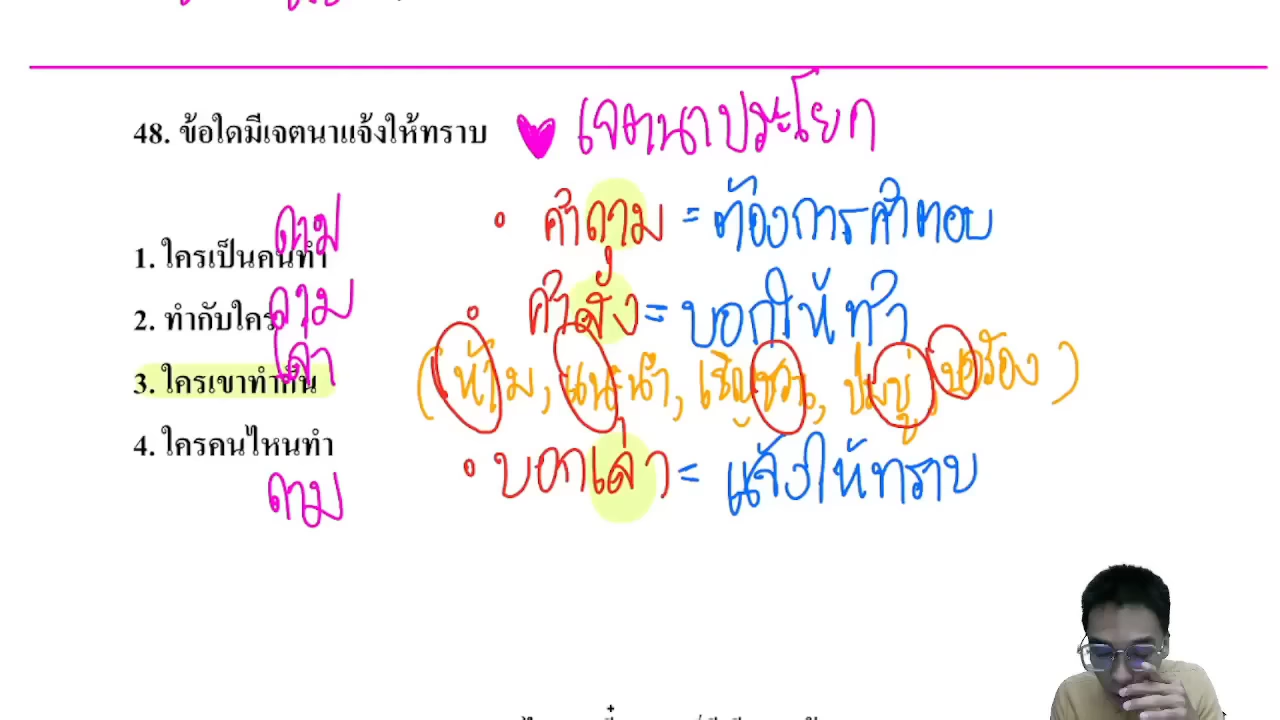 48. ข้อใดมีเจตนาแจ้งให้ทราบ เจตนาประโยค
• คำถาม = ต้องการคำตอบ
ถาม
1. ใครเป็นคนทำ
• คำสั่ง = บอกให้ทำ
ถาม
2. ทำกับใคร
(ห้าม, แนะนำ, เชิญชวน, ข่มขู่, ขอร้อง)
เล่า
3. ใครเขาทำกัน
4. ใครคนไหนทำ
• บอกเล่า = แจ้งให้ทราบ
ถาม